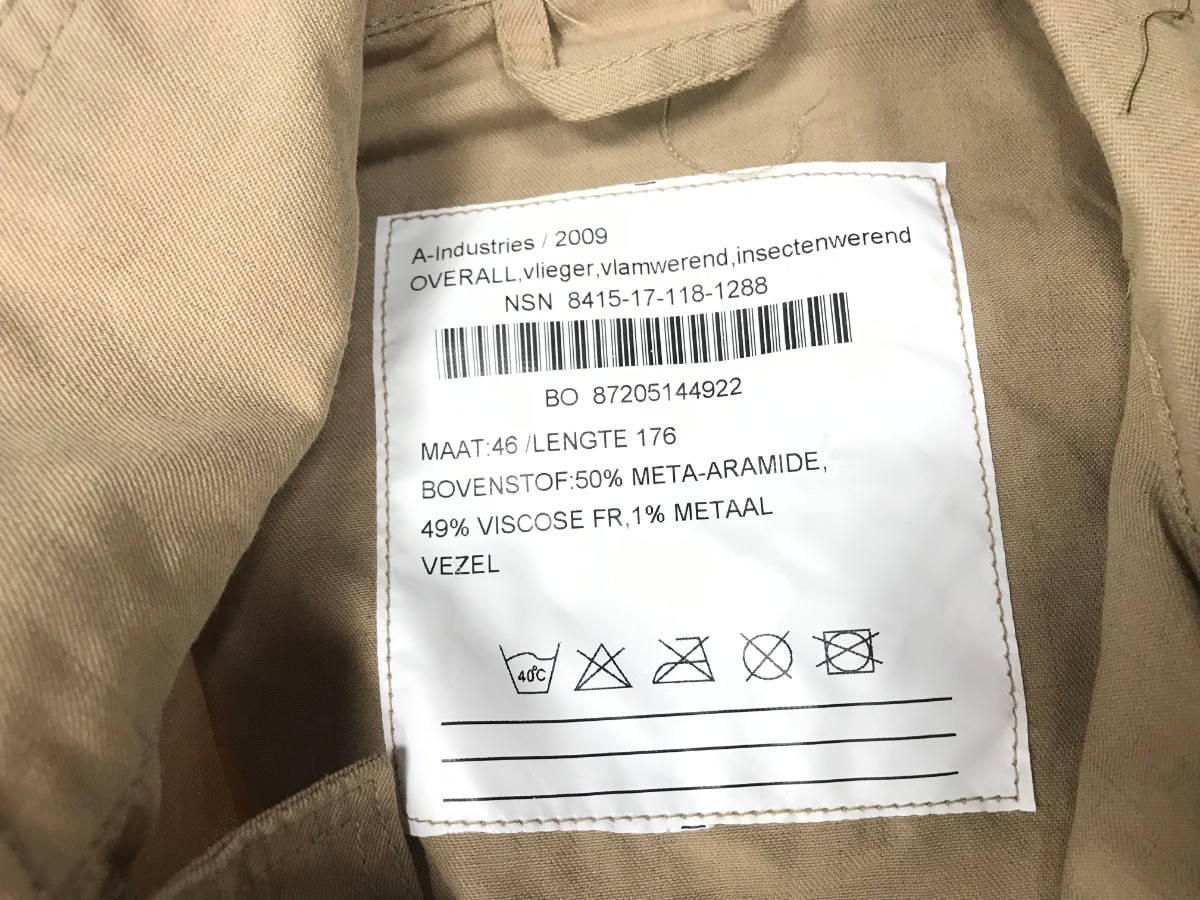 A-Industries / 2009
OVERALL,vlieger,vlamwerend,insectenwerend
NSN 8415-17-118-1288
BO 87205144922
MAAT:46 /LENGTE 176
BOVENSTOF:50% META-ARAMIDE,
49% VISCOSE FR,1% METAAL
VEZEL
40°C